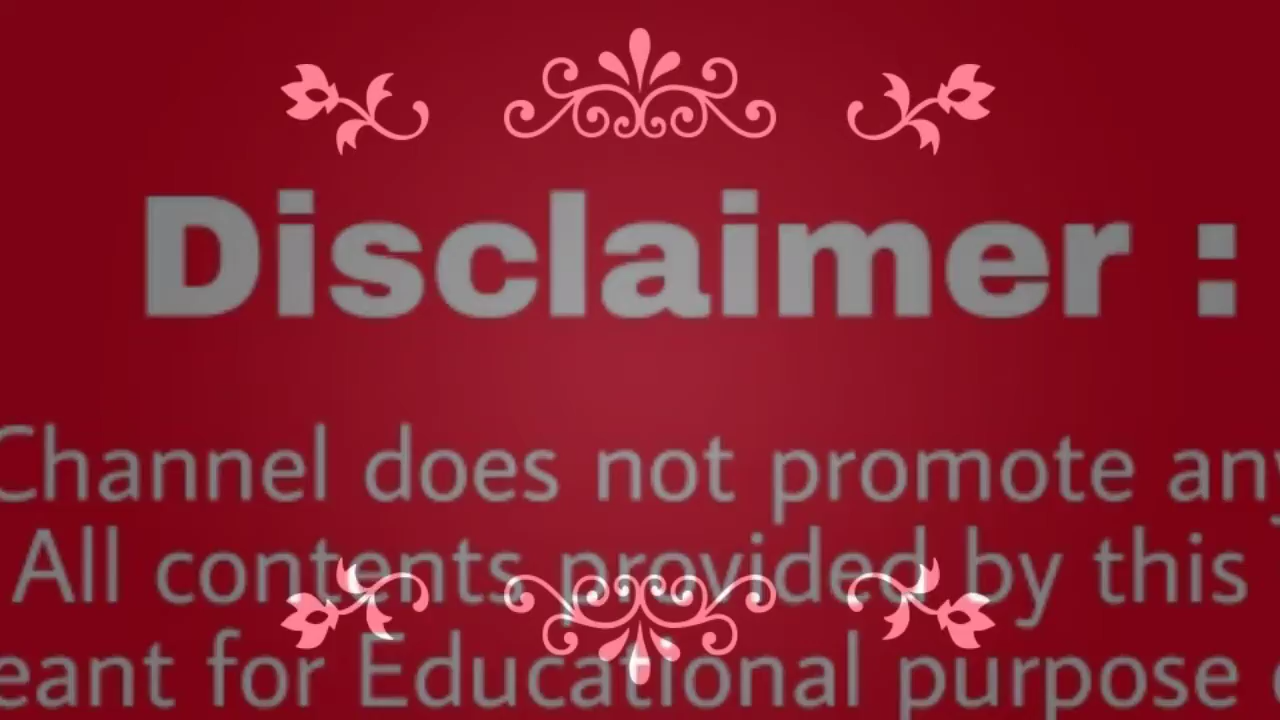 Disclaimer :
Channel does not promote any
All contents provided by this
eant for Educational purpose